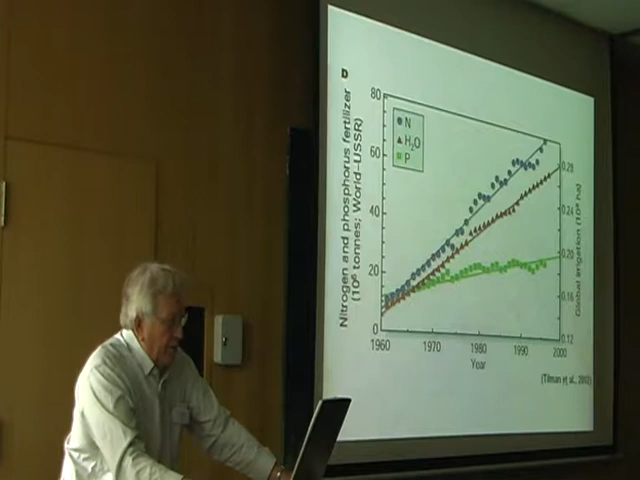 D
Nitrogen and phosphorus fertilizer
(10⁶ tonnes; World–USSR)
80
60
40
20
0
N
H₂O
P
0.28
0.24
0.20
0.16
0.12
Global irrigation (10⁹ ha)
1960
1970
1980
1990
2000
Year
(Tilman et al., 2002)